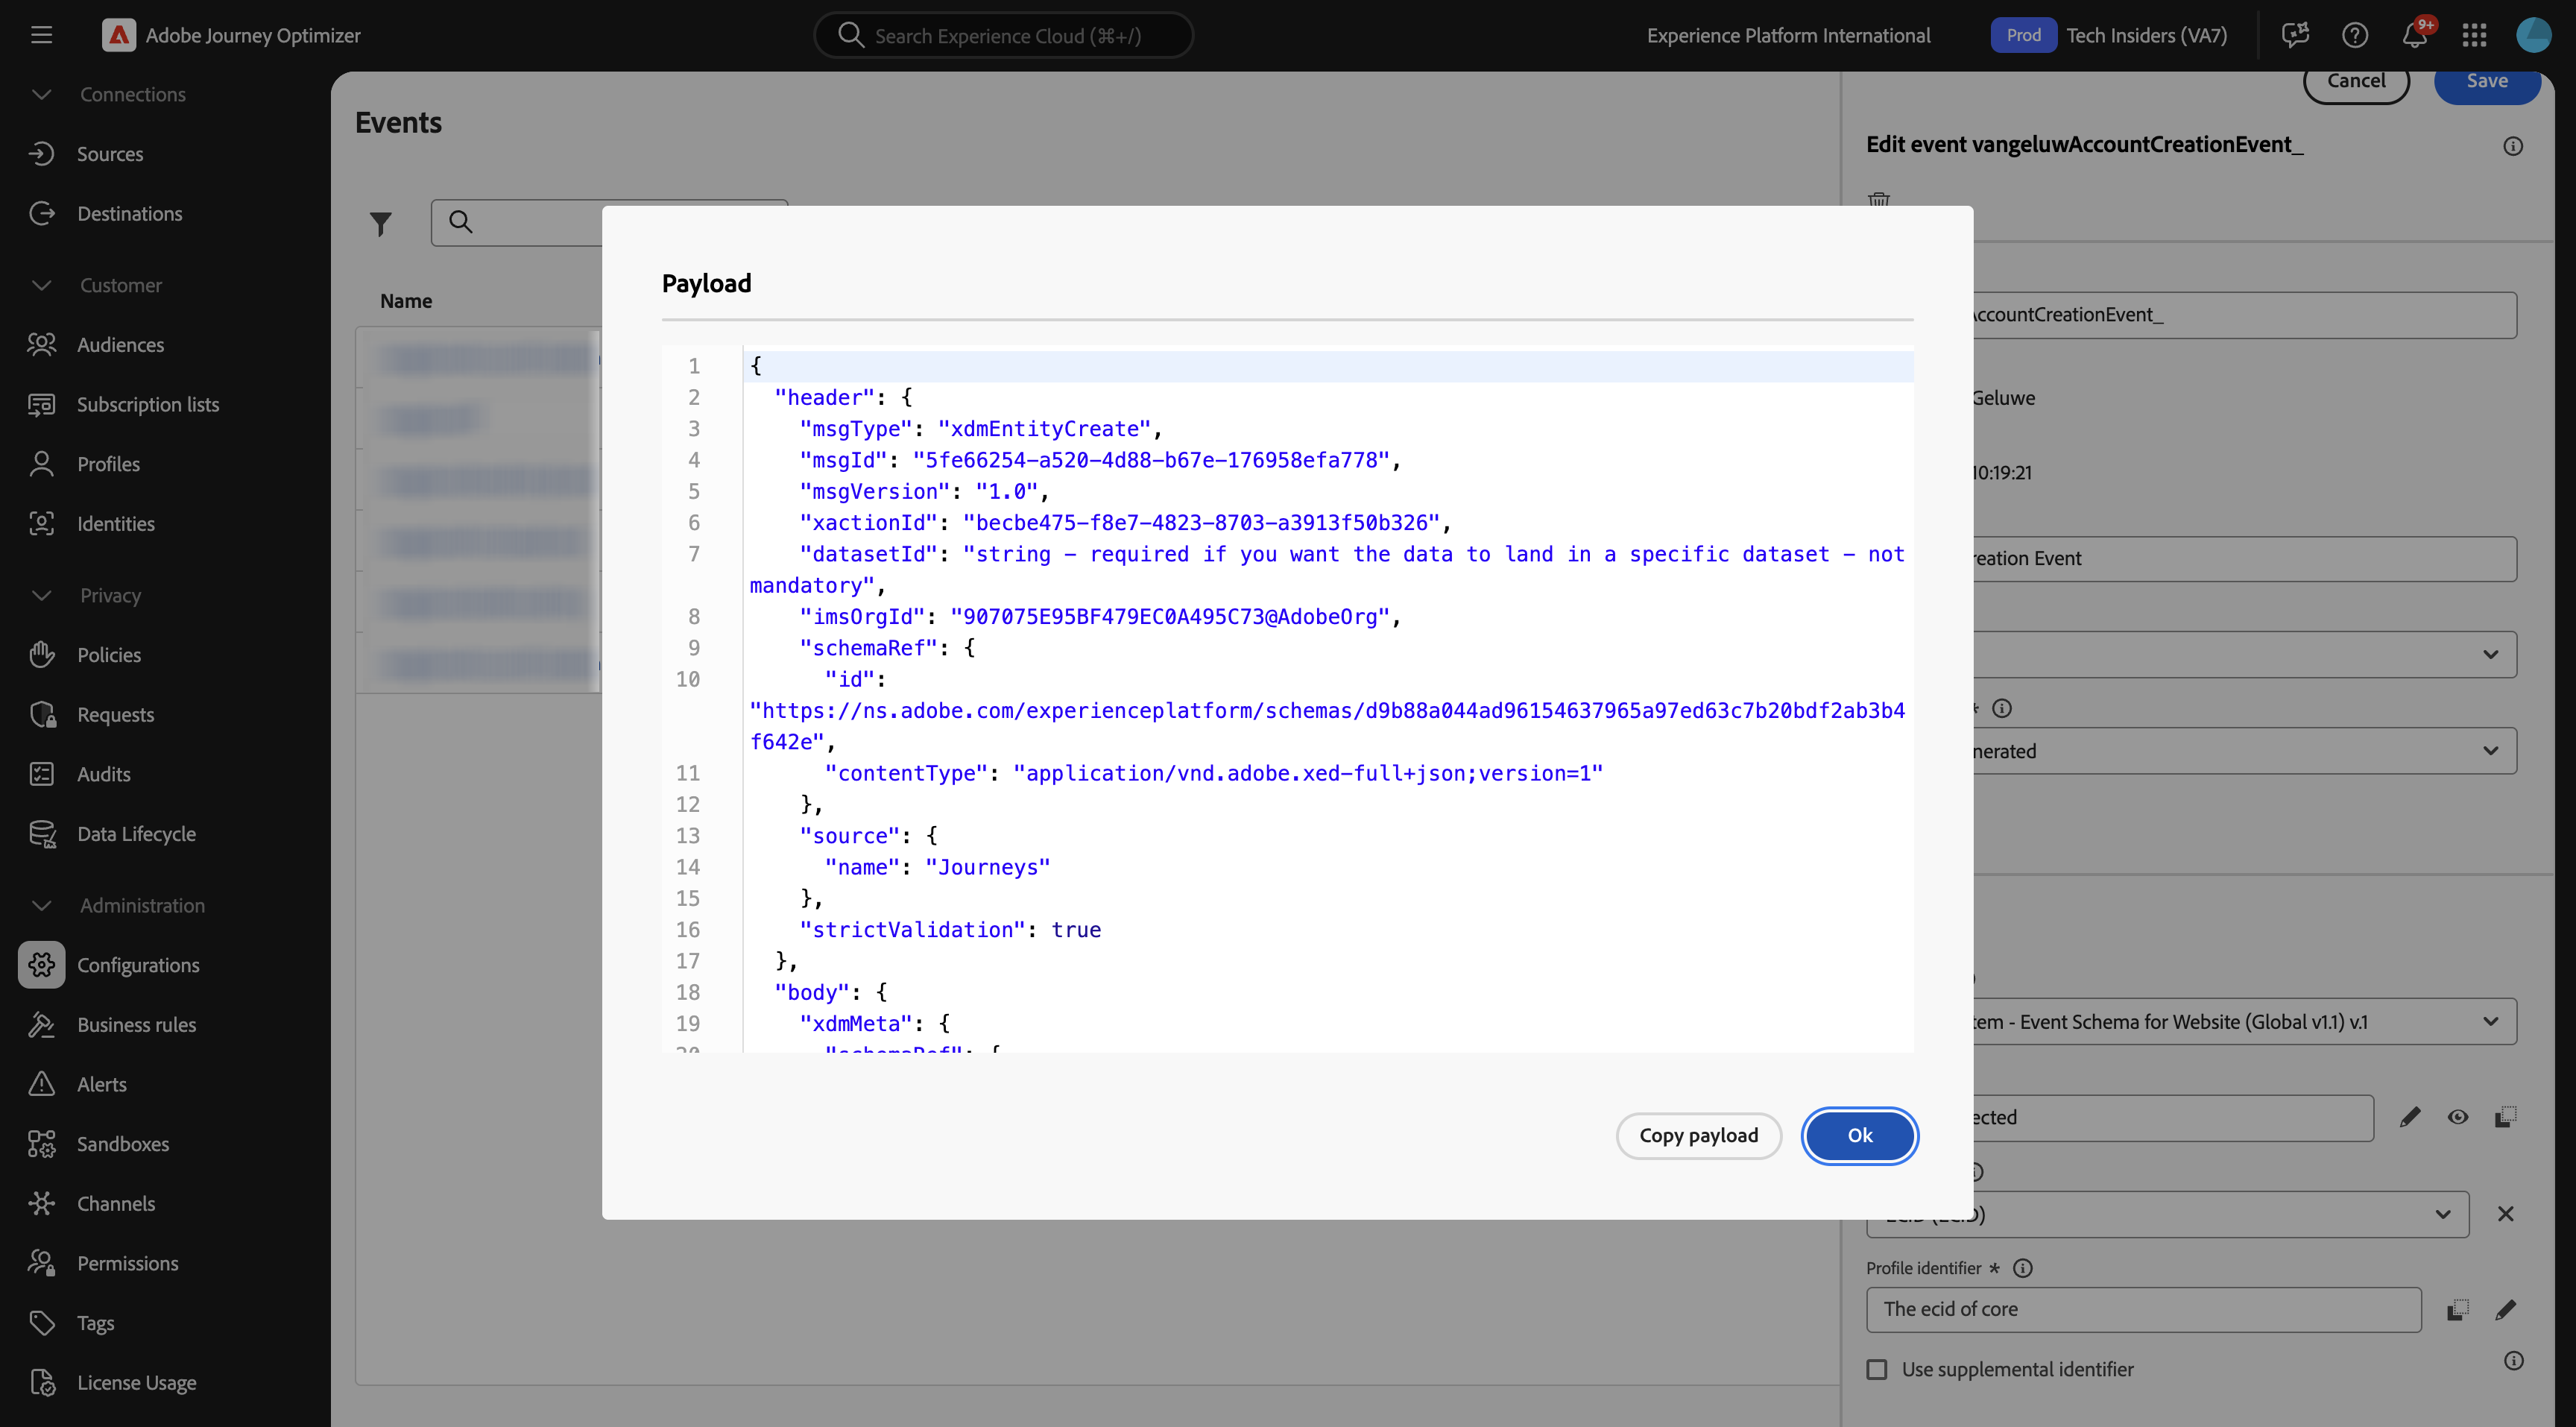 Adobe Journey Optimizer
Search Experience Cloud (⌘+/)
Experience Platform International
Prod
Tech Insiders (VA7)
9+
Connections
Sources
Destinations
Customer
Audiences
Subscription lists
Profiles
Identities
Privacy
Policies
Requests
Audits
Data Lifecycle
Administration
Configurations
Business rules
Alerts
Sandboxes
Channels
Permissions
Tags
License Usage
Events
Name
Payload
1 {
2 "header": {
3 "msgType": "xdmEntityCreate",
4 "msgId": "5fe66254-a520-4d88-b67e-176958efa778",
5 "msgVersion": "1.0",
6 "xactionId": "becbe475-f8e7-4823-8703-a3913f50b326",
7 "datasetId": "string - required if you want the data to land in a specific dataset - not
mandatory",
8 "imsOrgId": "907075E95BF479EC0A495C73@AdobeOrg",
9 "schemaRef": {
10 "id":
"https://ns.adobe.com/experienceplatform/schemas/d9b88a044ad96154637965a97ed63c7b20bdf2ab3b4
f642e",
11 "contentType": "application/vnd.adobe.xed-full+json;version=1"
12 },
13 "source": {
14 "name": "Journeys"
15 },
16 "strictValidation": true
17 },
18 "body": {
19 "xdmMeta": {
20 "schemaRef": {
Copy payload
Ok
Cancel
Save
Edit event vangeluwAccountCreationEvent_
AccountCreationEvent_
Geluwe
10:19:21
reation Event
*
nerated
tem - Event Schema for Website (Global v1.1) v.1
ected
ECID (ECID)
Profile identifier *
The ecid of core
Use supplemental identifier